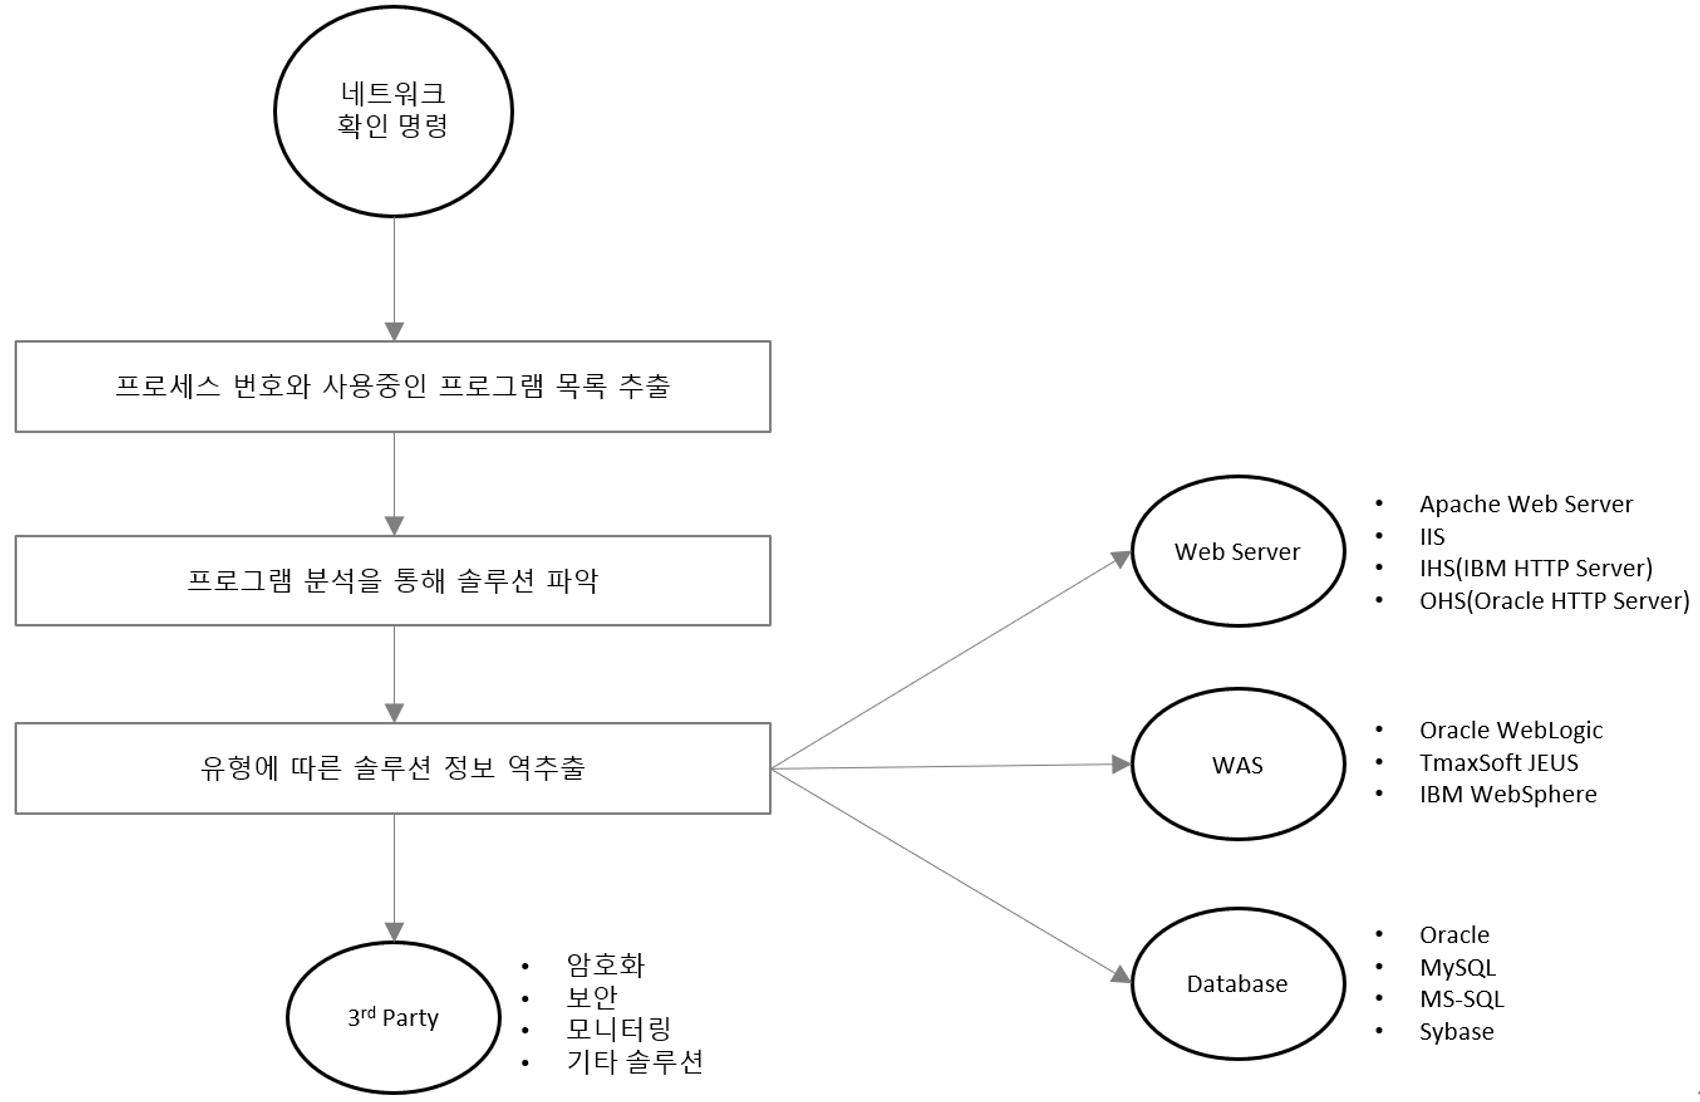 네트워크
확인 명령
프로세스 번호와 사용중인 프로그램 목록 추출
프로그램 분석을 통해 솔루션 파악
유형에 따른 솔루션 정보 역추출
Web Server
• Apache Web Server
• IIS
• IHS(IBM HTTP Server)
• OHS(Oracle HTTP Server)
WAS
• Oracle WebLogic
• TmaxSoft JEUS
• IBM WebSphere
Database
• Oracle
• MySQL
• MS-SQL
• Sybase
3rd Party
• 암호화
• 보안
• 모니터링
• 기타 솔루션